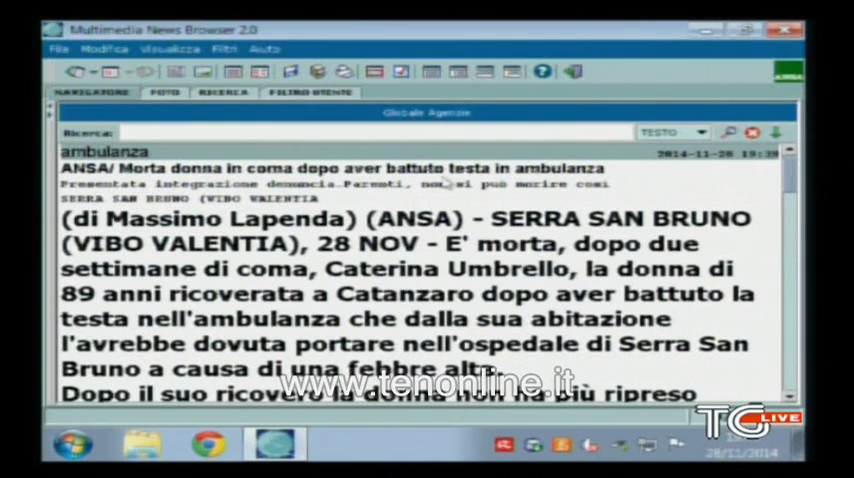 Multimedia News Browser 2.0
File Modifica Visualizza Filtri Aiuto
ANSA
NAVIGATORE FOTO RICERCA FILTRO UTENTE
Globale Agenzie
Ricerca: TESTO
ambulanza 2014-11-28 19:39
ANSA/ Morta donna in coma dopo aver battuto testa in ambulanza
Presentata integrazione denuncia.Parenti, non si può morire così
SERRA SAN BRUNO (VIBO VALENTIA
(di Massimo Lapenda) (ANSA) - SERRA SAN BRUNO
(VIBO VALENTIA), 28 NOV - E' morta, dopo due
settimane di coma, Caterina Umbrello, la donna di
89 anni ricoverata a Catanzaro dopo aver battuto la
testa nell'ambulanza che dalla sua abitazione
l'avrebbe dovuta portare nell'ospedale di Serra San
Bruno a causa di una febbre alta.
www.tenonline.it
Dopo il suo ricovero la donna non ha più ripreso
TG LIVE
28/11/2014